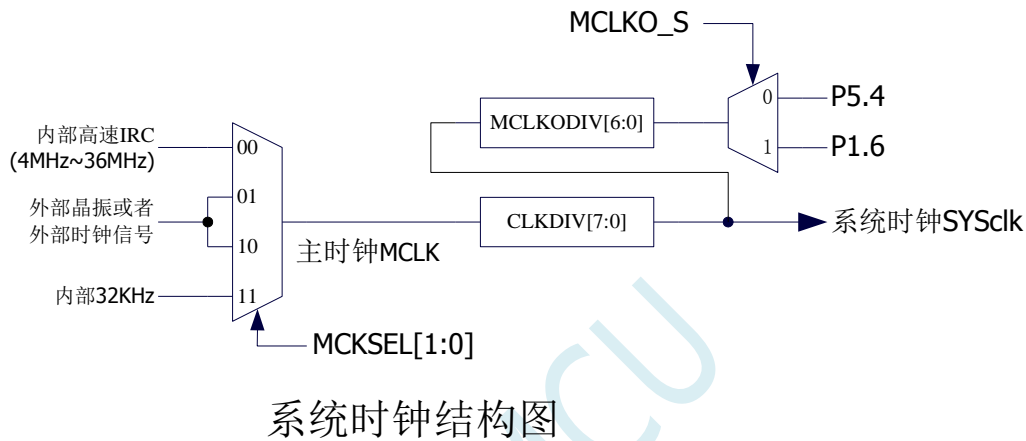 MCLKO_S
MCLKODIV[6:0]
0
1
P5.4
P1.6
内部高速IRC
(4MHz~36MHz)
00
外部晶振或者
外部时钟信号
01
10
主时钟MCLK
CLKDIV[7:0]
系统时钟SYSclk
内部32KHz
11
MCKSEL[1:0]
系统时钟结构图
CU